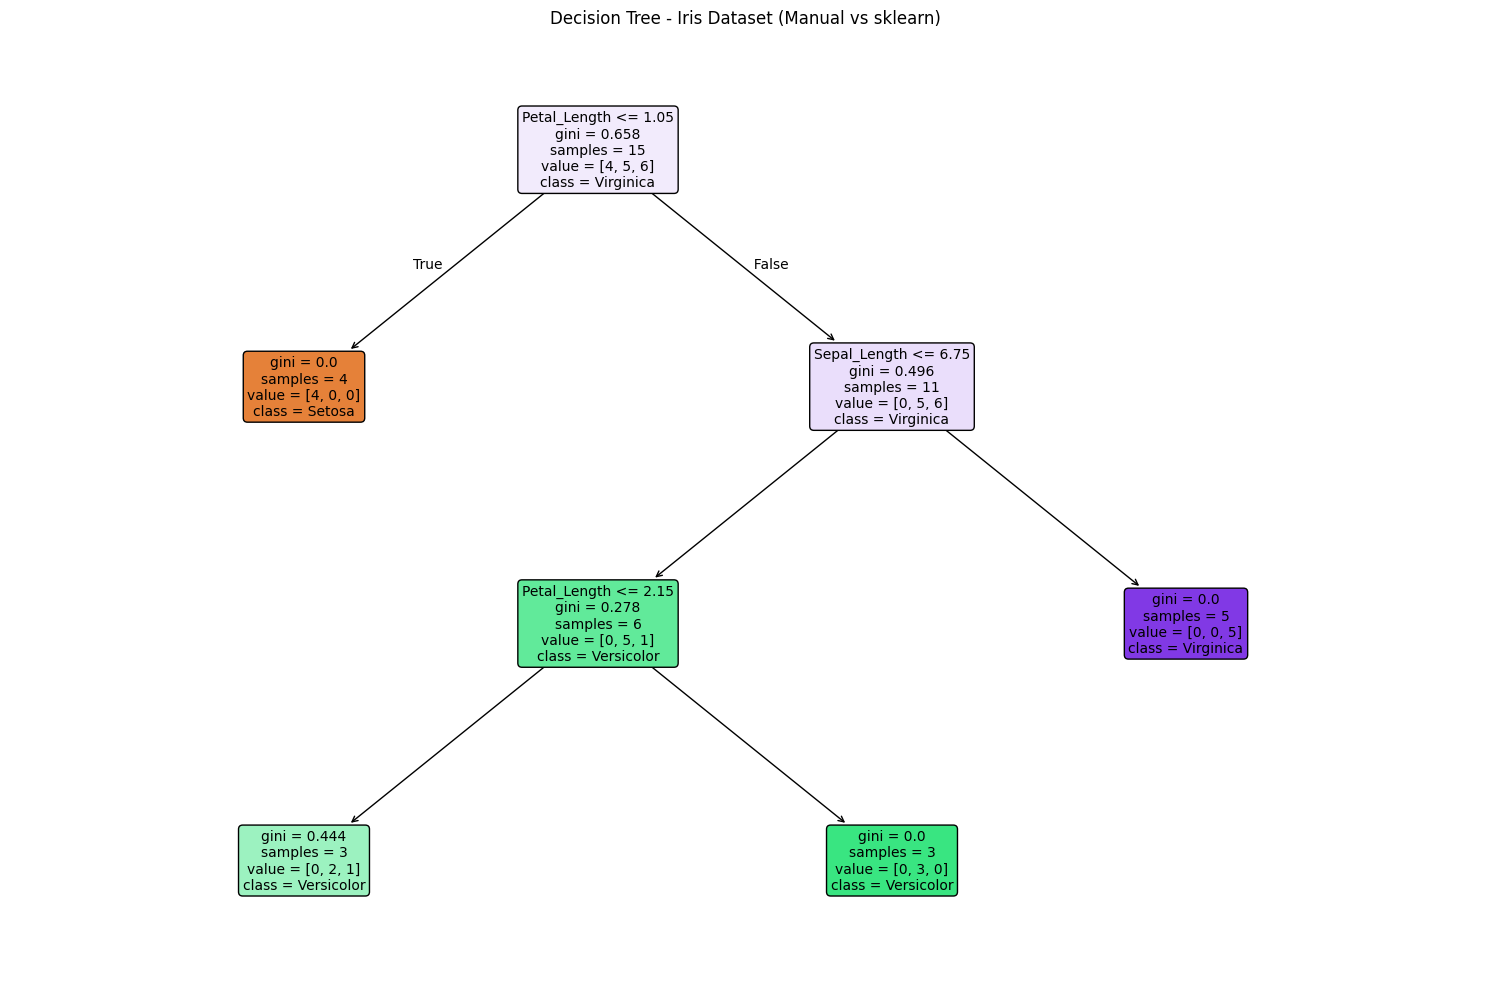 Decision Tree - Iris Dataset (Manual vs sklearn)
Petal_Length <= 1.05
gini = 0.658
samples = 15
value = [4, 5, 6]
class = Virginica
True
False
gini = 0.0
samples = 4
value = [4, 0, 0]
class = Setosa
Sepal_Length <= 6.75
gini = 0.496
samples = 11
value = [0, 5, 6]
class = Virginica
Petal_Length <= 2.15
gini = 0.278
samples = 6
value = [0, 5, 1]
class = Versicolor
gini = 0.0
samples = 5
value = [0, 0, 5]
class = Virginica
gini = 0.444
samples = 3
value = [0, 2, 1]
class = Versicolor
gini = 0.0
samples = 3
value = [0, 3, 0]
class = Versicolor